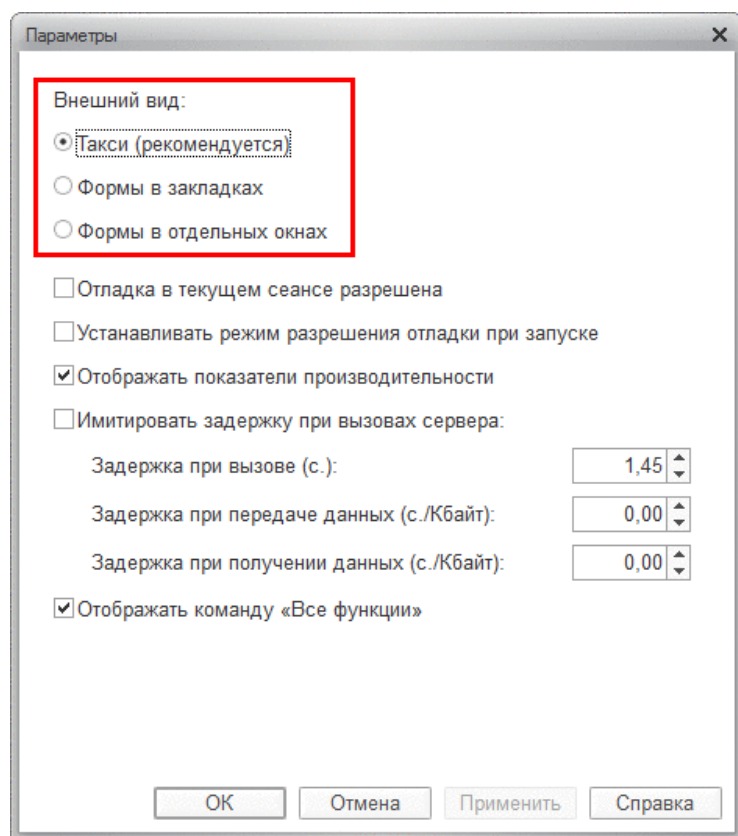 Параметры
Внешний вид:
Такси (рекомендуется)
Формы в закладках
Формы в отдельных окнах
Отладка в текущем сеансе разрешена
Устанавливать режим разрешения отладки при запуске
Отображать показатели производительности
Имитировать задержку при вызовах сервера:
Задержка при вызове (с.): 1,45
Задержка при передаче данных (с./Кбайт): 0,00
Задержка при получении данных (с./Кбайт): 0,00
Отображать команду «Все функции»
ОК Отмена Применить Справка